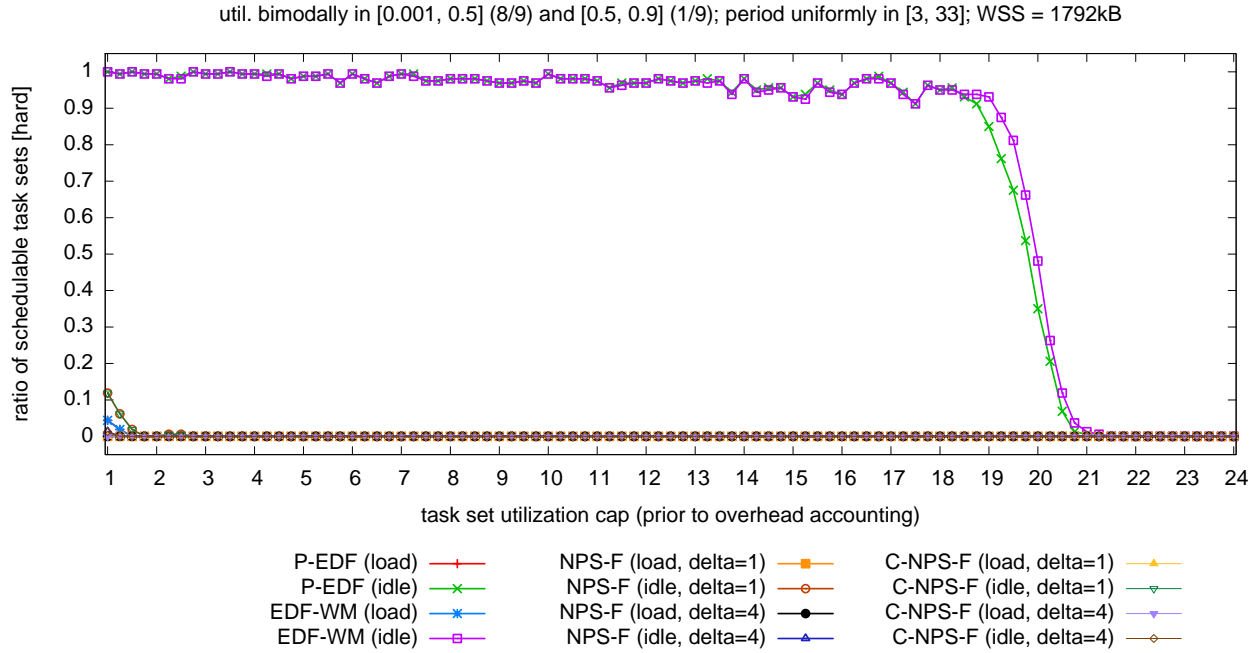 util. bimodally in [0.001, 0.5] (8/9) and [0.5, 0.9] (1/9); period uniformly in [3, 33]; WSS = 1792kB
ratio of schedulable task sets [hard]
1
0.9
0.8
0.7
0.6
0.5
0.4
0.3
0.2
0.1
0
1 2 3 4 5 6 7 8 9 10 11 12 13 14 15 16 17 18 19 20 21 22 23 24
task set utilization cap (prior to overhead accounting)
P-EDF (load) NPS-F (load, delta=1) C-NPS-F (load, delta=1)
P-EDF (idle) NPS-F (idle, delta=1) C-NPS-F (idle, delta=1)
EDF-WM (load) NPS-F (load, delta=4) C-NPS-F (load, delta=4)
EDF-WM (idle) NPS-F (idle, delta=4) C-NPS-F (idle, delta=4)